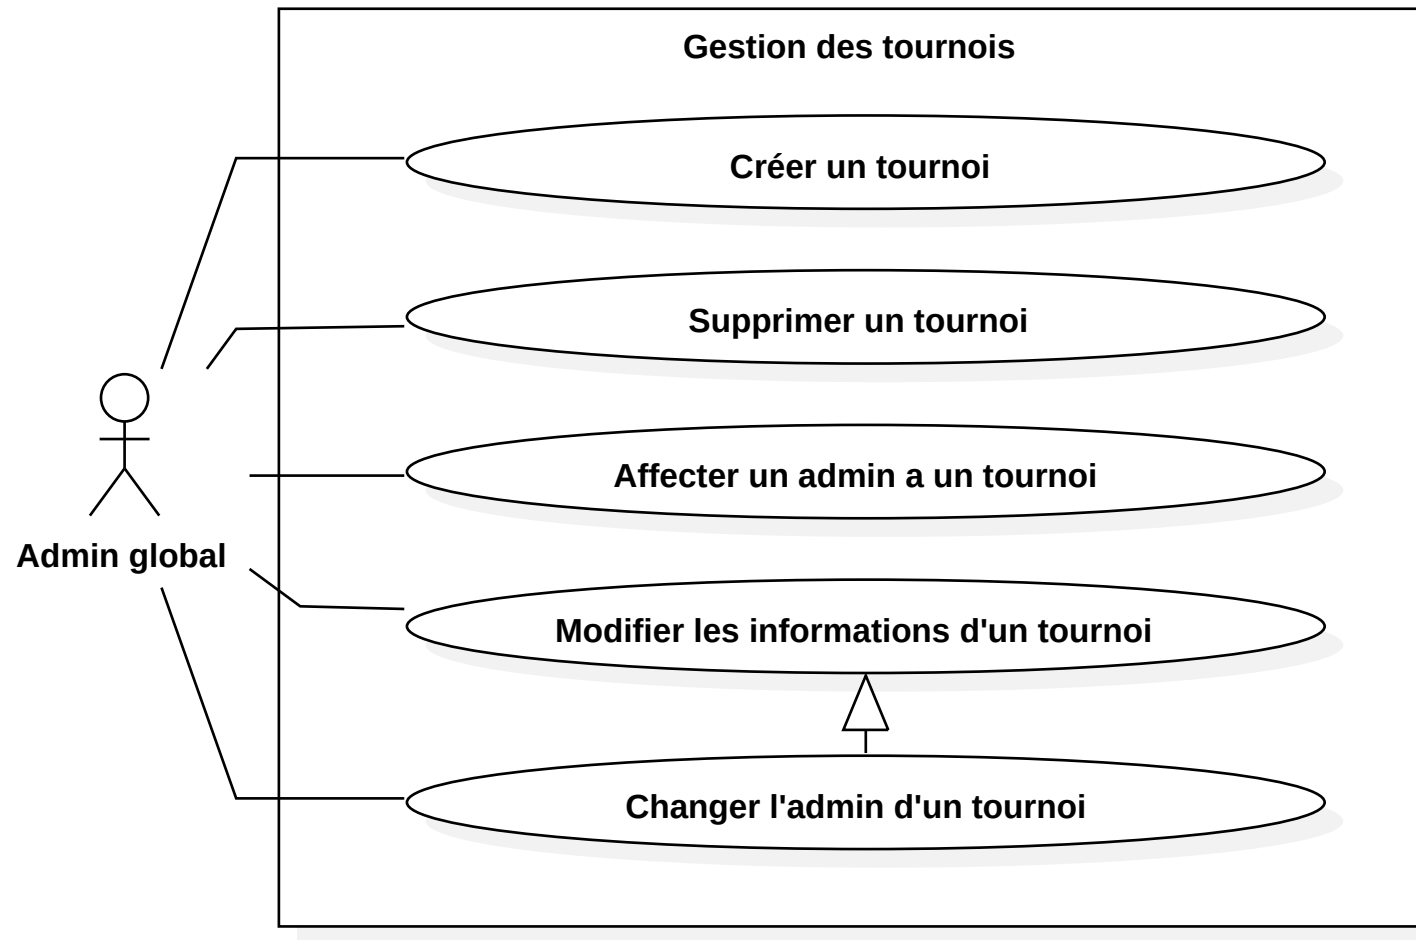 Gestion des tournois
Créer un tournoi
Supprimer un tournoi
Affecter un admin a un tournoi
Admin global
Modifier les informations d'un tournoi
Changer l'admin d'un tournoi